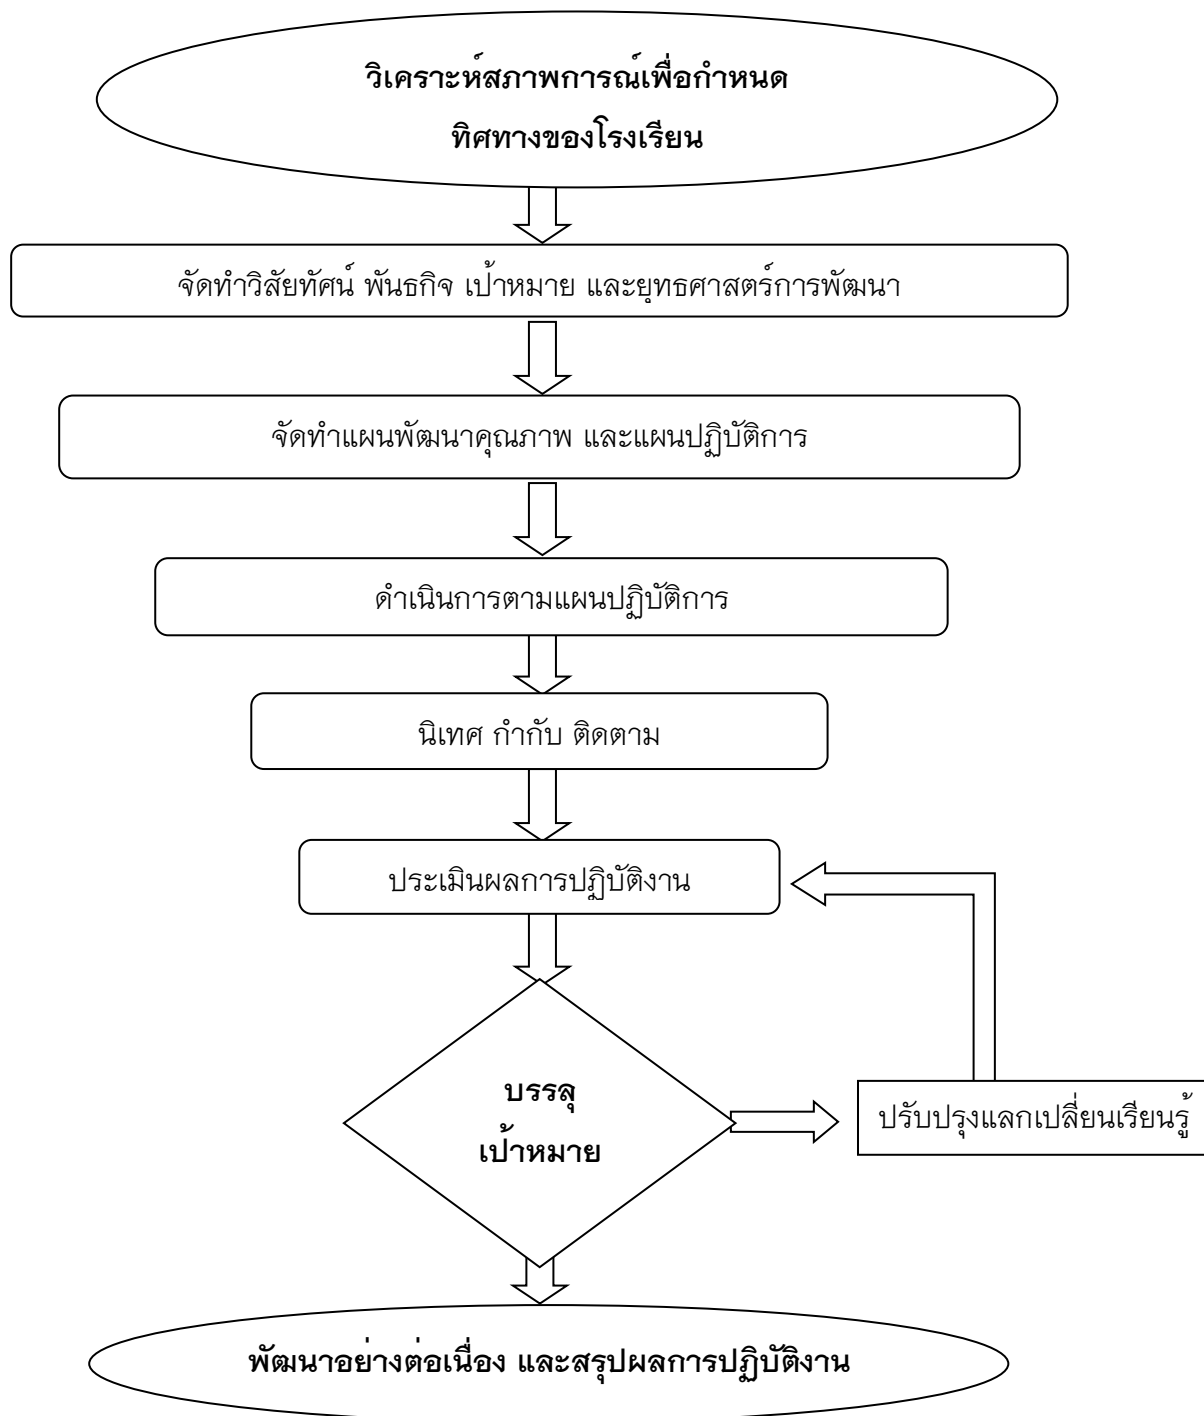 วิเคราะห์สภาพการณ์เพื่อกำหนด
ทิศทางของโรงเรียน
จัดทำวิสัยทัศน์ พันธกิจ เป้าหมาย และยุทธศาสตร์การพัฒนา
จัดทำแผนพัฒนาคุณภาพ และแผนปฏิบัติการ
ดำเนินการตามแผนปฏิบัติการ
นิเทศ กำกับ ติดตาม
ประเมินผลการปฏิบัติงาน
บรรลุ
เป้าหมาย
ปรับปรุงแลกเปลี่ยนเรียนรู้
พัฒนาอย่างต่อเนื่อง และสรุปผลการปฏิบัติงาน